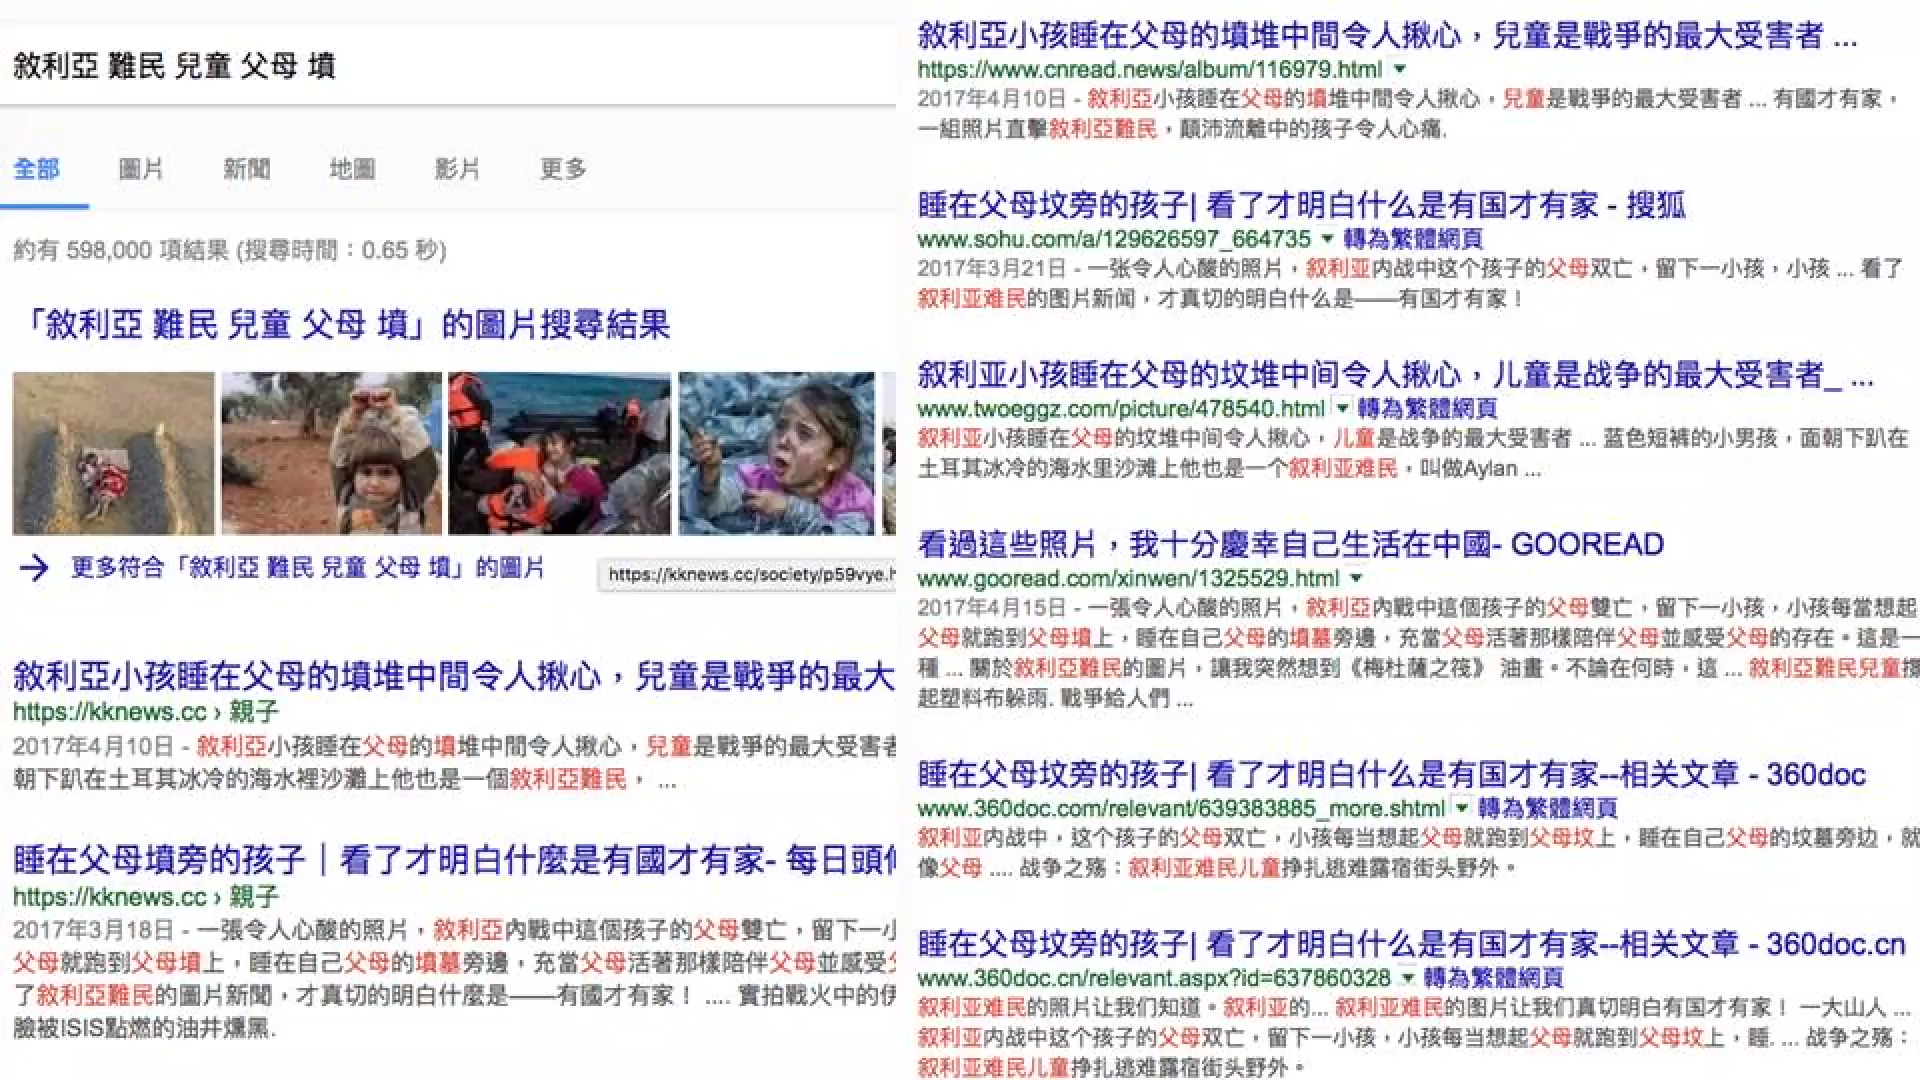 敘利亞 難民 兒童 父母 墳
全部 圖片 新聞 地圖 影片 更多
約有 598,000 項結果 (搜尋時間：0.65 秒)
「敘利亞 難民 兒童 父母 墳」的圖片搜尋結果
更多符合「敘利亞 難民 兒童 父母 墳」的圖片
https://kknews.cc/society/p59vye.h
敘利亞小孩睡在父母的墳堆中間令人揪心，兒童是戰爭的最大
https://kknews.cc › 親子
2017年4月10日 - 敘利亞小孩睡在父母的墳堆中間令人揪心，兒童是戰爭的最大受害者
朝下趴在土耳其冰冷的海水裡沙灘上他也是一個敘利亞難民， ...
睡在父母墳旁的孩子｜看了才明白什麼是有國才有家- 每日頭條
https://kknews.cc › 親子
2017年3月18日 - 一張令人心酸的照片，敘利亞內戰中這個孩子的父母雙亡，留下一小
父母就跑到父母墳上，睡在自己父母的墳墓旁邊，充當父母活著那樣陪伴父母並感受
了敘利亞難民的圖片新聞，才真切的明白什麼是——有國才有家！ .... 實拍戰火中的伊
臉被ISIS點燃的油井燻黑.
敘利亞小孩睡在父母的墳堆中間令人揪心，兒童是戰爭的最大受害者 ...
https://www.cnread.news/album/116979.html
2017年4月10日 - 敘利亞小孩睡在父母的墳堆中間令人揪心，兒童是戰爭的最大受害者 ... 有國才有家，
一組照片直擊敘利亞難民，顛沛流離中的孩子令人心痛.
睡在父母坟旁的孩子| 看了才明白什么是有国才有家 - 搜狐
www.sohu.com/a/129626597_664735 轉為繁體網頁
2017年3月21日 - 一张令人心酸的照片，叙利亚内战中这个孩子的父母双亡，留下一小孩，小孩 ... 看了
叙利亚难民的图片新闻，才真切的明白什么是——有国才有家！
叙利亚小孩睡在父母的坟堆中间令人揪心，儿童是战争的最大受害者_ ...
www.twoeggz.com/picture/478540.html 轉為繁體網頁
叙利亚小孩睡在父母的坟堆中间令人揪心，儿童是战争的最大受害者 ... 蓝色短裤的小男孩，面朝下趴在
土耳其冰冷的海水里沙滩上他也是一个叙利亚难民，叫做Aylan ...
看過這些照片，我十分慶幸自己生活在中國- GOOREAD
www.gooread.com/xinwen/1325529.html
2017年4月15日 - 一張令人心酸的照片，敘利亞內戰中這個孩子的父母雙亡，留下一小孩，小孩每當想起
父母就跑到父母墳上，睡在自己父母的墳墓旁邊，充當父母活著那樣陪伴父母並感受父母的存在。這是一
種 ... 關於敘利亞難民的圖片，讓我突然想到《梅杜薩之筏》 油畫。不論在何時，這 ... 敘利亞難民兒童撐
起塑料布躲雨. 戰爭給人們 ...
睡在父母坟旁的孩子| 看了才明白什么是有国才有家--相关文章 - 360doc
www.360doc.com/relevant/639383885_more.shtml 轉為繁體網頁
叙利亚内战中，这个孩子的父母双亡，小孩每当想起父母就跑到父母坟上，睡在自己父母的坟墓旁边，就
像父母 .... 战争之殇：叙利亚难民儿童挣扎逃难露宿街头野外。
睡在父母坟旁的孩子| 看了才明白什么是有国才有家--相关文章 - 360doc.cn
www.360doc.cn/relevant.aspx?id=637860328 轉為繁體網頁
叙利亚难民的照片让我们知道。叙利亚的... 叙利亚难民的图片让我们真切明白有国才有家！ 一大山人 ...
叙利亚内战中这个孩子的父母双亡，留下一小孩，小孩每当想起父母就跑到父母坟上，睡. ... 战争之殇：
叙利亚难民儿童挣扎逃难露宿街头野外。